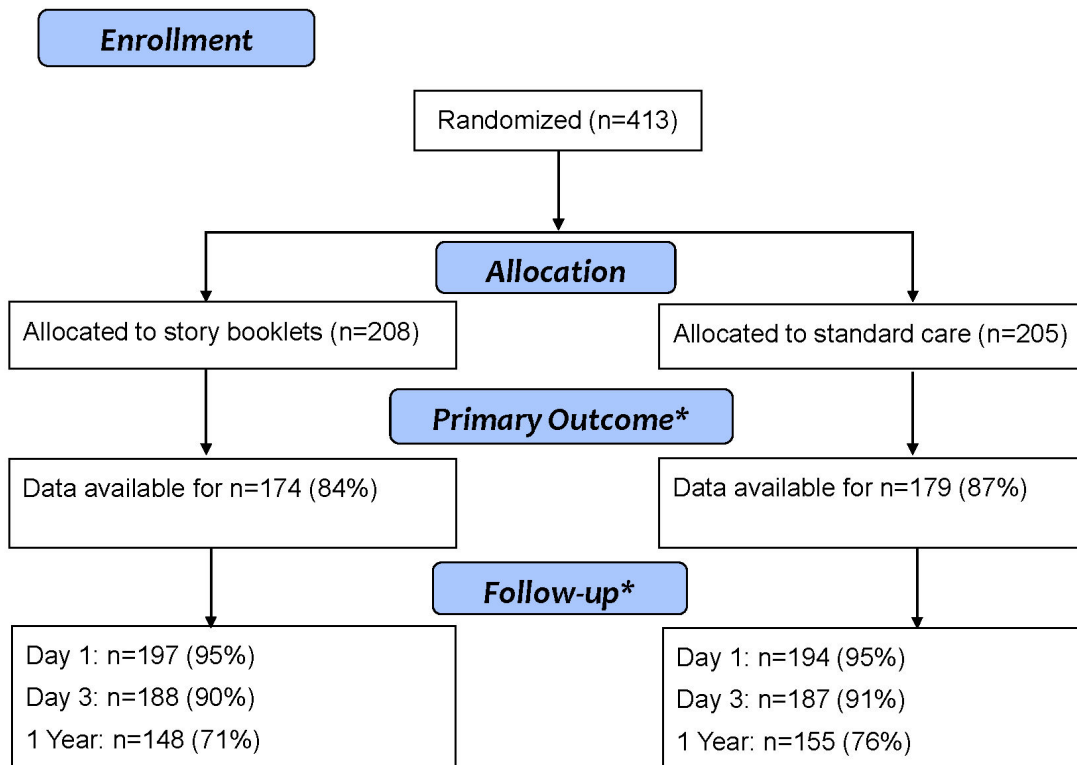 Enrollment
Randomized (n=413)
Allocation
Allocated to story booklets (n=208)
Allocated to standard care (n=205)
Primary Outcome*
Data available for n=174 (84%)
Data available for n=179 (87%)
Follow-up*
Day 1: n=197 (95%)
Day 3: n=188 (90%)
1 Year: n=148 (71%)
Day 1: n=194 (95%)
Day 3: n=187 (91%)
1 Year: n=155 (76%)